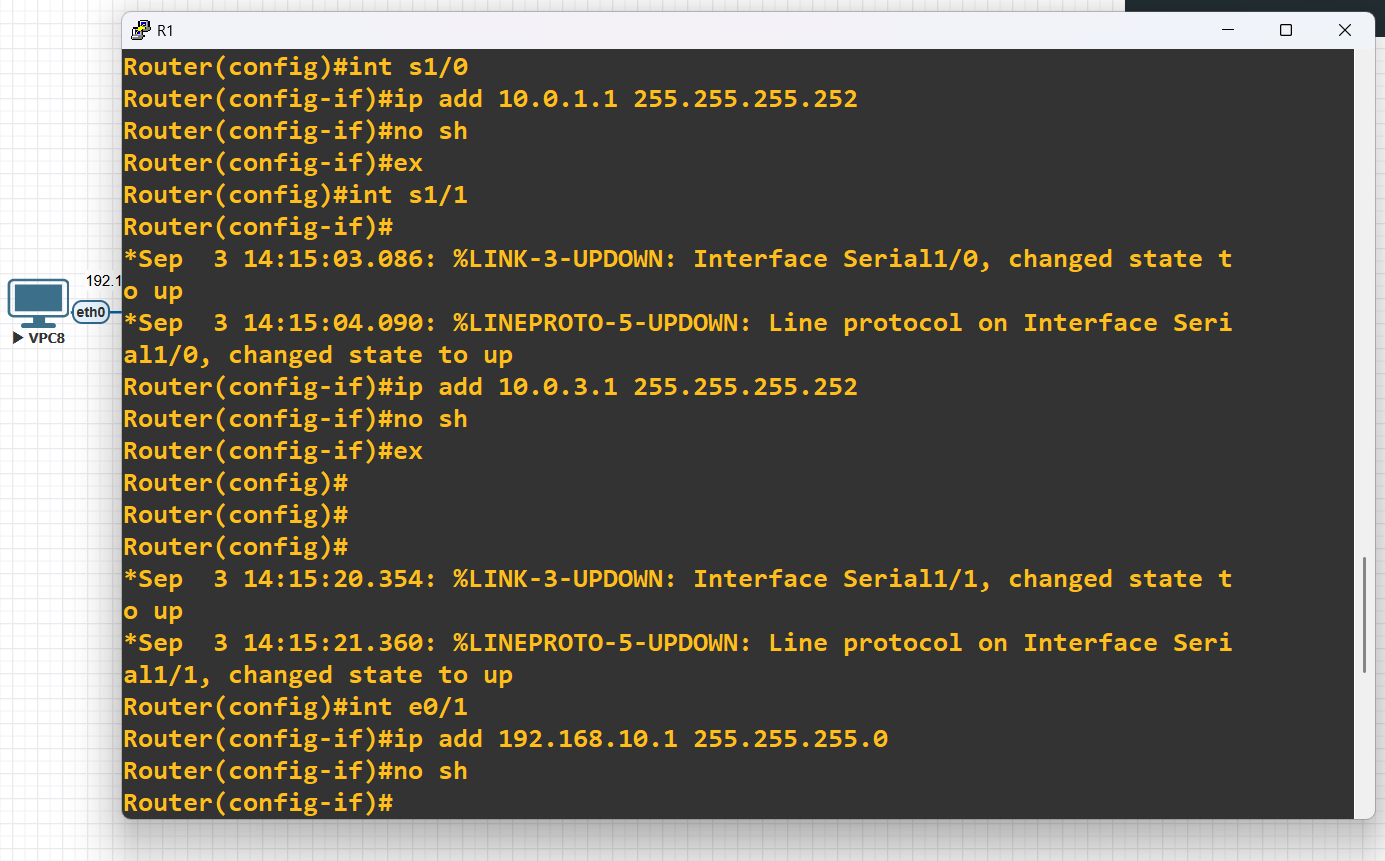 R1
Router(config)#int s1/0
Router(config-if)#ip add 10.0.1.1 255.255.255.252
Router(config-if)#no sh
Router(config-if)#ex
Router(config)#int s1/1
Router(config-if)#
*Sep  3 14:15:03.086: %LINK-3-UPDOWN: Interface Serial1/0, changed state t
o up
*Sep  3 14:15:04.090: %LINEPROTO-5-UPDOWN: Line protocol on Interface Seri
al1/0, changed state to up
Router(config-if)#ip add 10.0.3.1 255.255.255.252
Router(config-if)#no sh
Router(config-if)#ex
Router(config)#
Router(config)#
Router(config)#
*Sep  3 14:15:20.354: %LINK-3-UPDOWN: Interface Serial1/1, changed state t
o up
*Sep  3 14:15:21.360: %LINEPROTO-5-UPDOWN: Line protocol on Interface Seri
al1/1, changed state to up
Router(config)#int e0/1
Router(config-if)#ip add 192.168.10.1 255.255.255.0
Router(config-if)#no sh
Router(config-if)#
192.1
eth0
VPC8